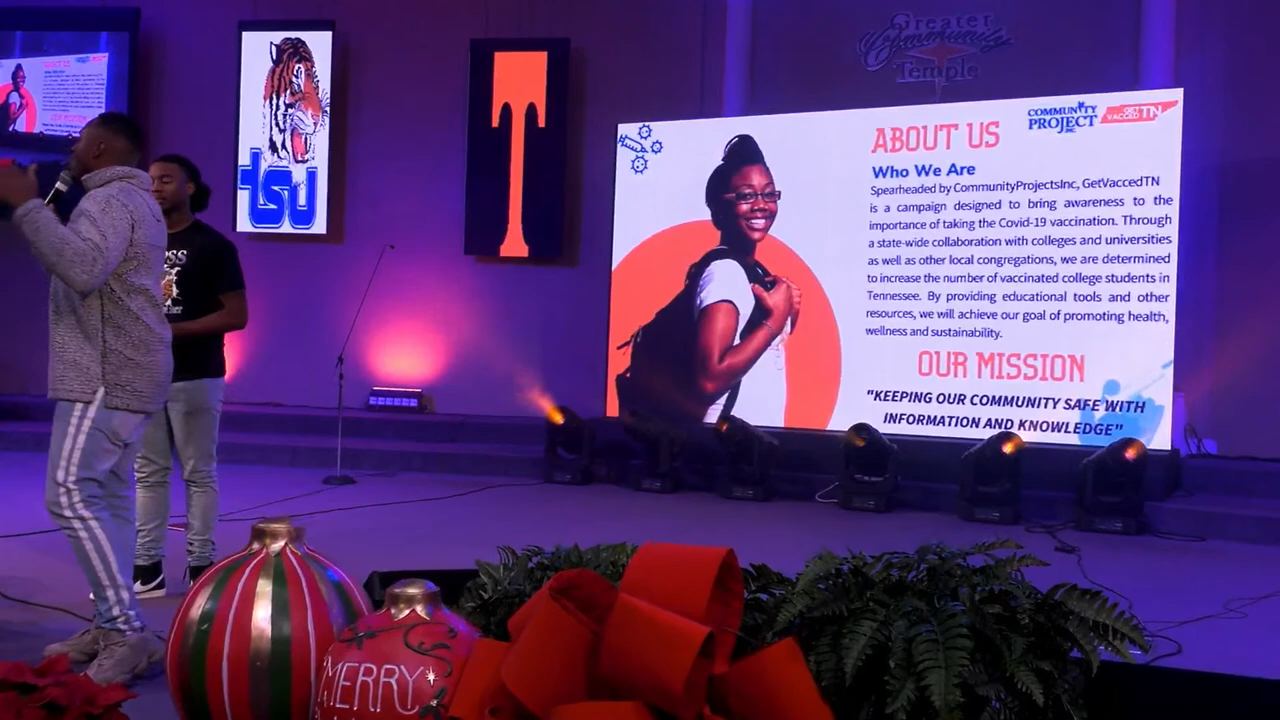 Greater
Community
Temple
tsu
T
COMMUNITY
PROJECT
INC
GET
VACCED TN
ABOUT US
Who We Are
Spearheaded by CommunityProjectsInc, GetVaccedTN
is a campaign designed to bring awareness to the
importance of taking the Covid-19 vaccination. Through
a state-wide collaboration with colleges and universities
as well as other local congregations, we are determined
to increase the number of vaccinated college students in
Tennessee. By providing educational tools and other
resources, we will achieve our goal of promoting health,
wellness and sustainability.
OUR MISSION
"KEEPING OUR COMMUNITY SAFE WITH
INFORMATION AND KNOWLEDGE"
ABOUT US
MERRY